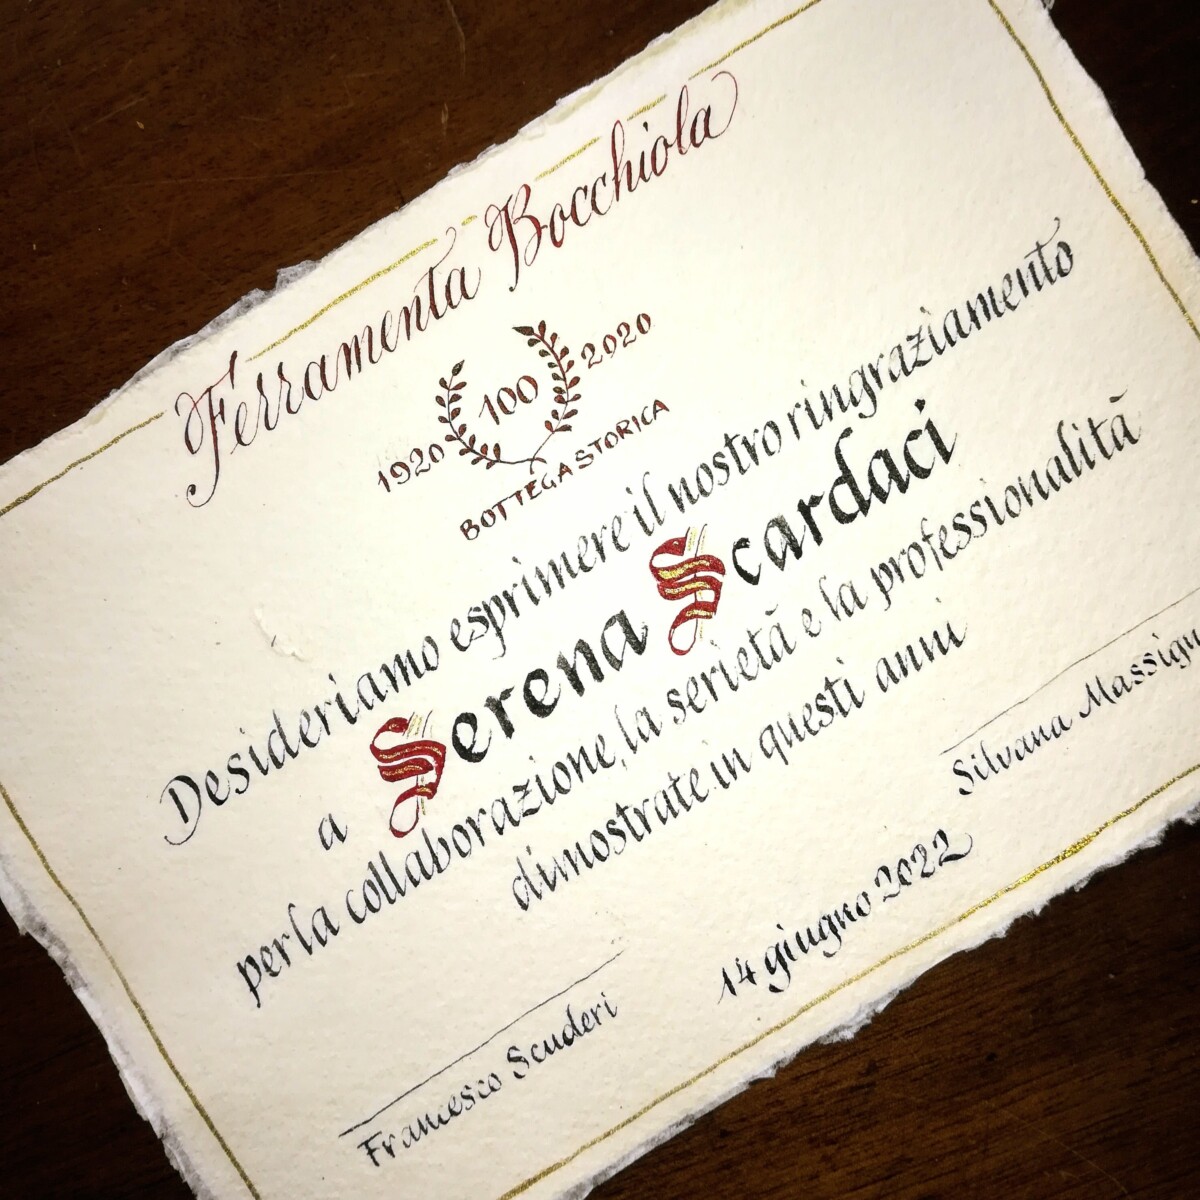 Ferramenta Bocchiola
1920 100 2020
BOTTEGA STORICA
Desideriamo esprimere il nostro ringraziamento
a Serena Scardaci
per la collaborazione, la serietà e la professionalità
dimostrate in questi anni
Silvana
14 giugno 2022
Francesco Scuderi